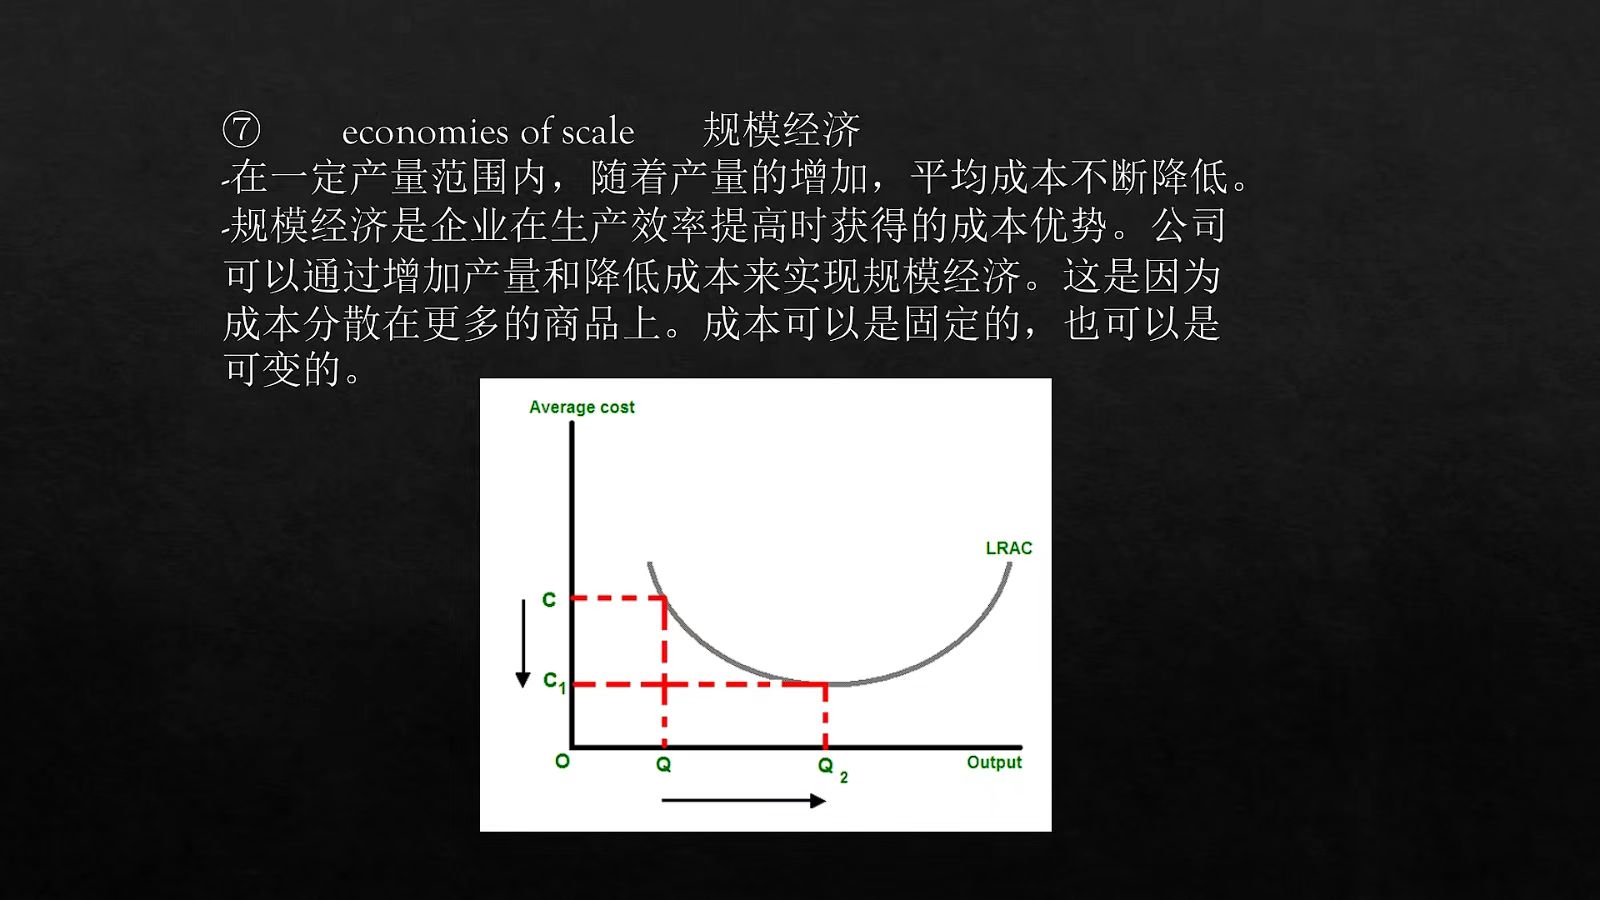 ⑦ economies of scale 规模经济
-在一定产量范围内，随着产量的增加，平均成本不断降低。
-规模经济是企业在生产效率提高时获得的成本优势。公司
可以通过增加产量和降低成本来实现规模经济。这是因为
成本分散在更多的商品上。成本可以是固定的，也可以是
可变的。
Average cost
LRAC
C
C1
O
Q
Q2
Output